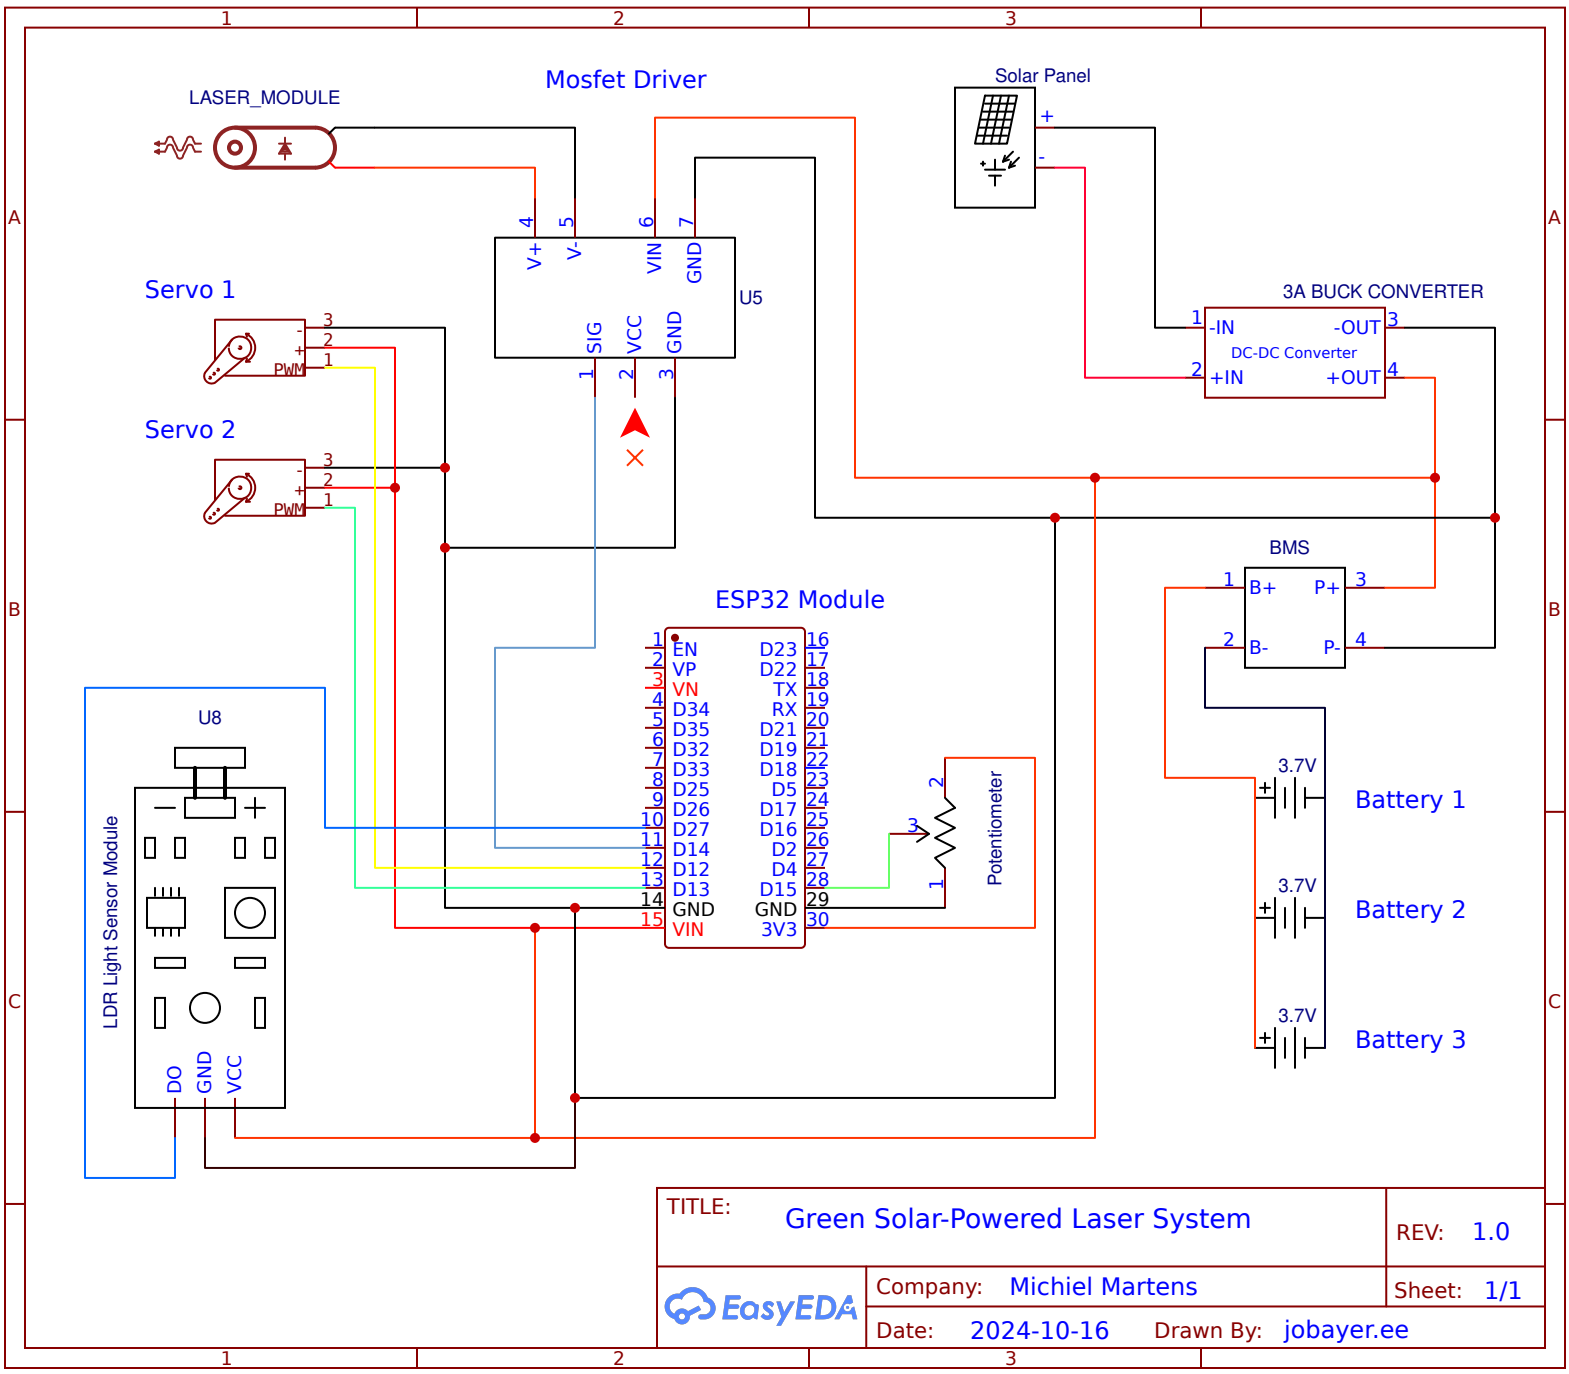 1
2
3
Mosfet Driver
Solar Panel
LASER_MODULE
+
-
A
A
4
5
6
7
V+
V-
VIN
GND
U5
SIG
VCC
GND
1
2
3
Servo 1
3
2
1
-
+
PWM
3A BUCK CONVERTER
1
-IN
-OUT
3
DC-DC Converter
2
+IN
+OUT
4
Servo 2
3
2
1
-
+
PWM
BMS
1
B+
P+
3
2
B-
P-
4
B
B
ESP32 Module
1 EN D23 16
2 VP D22 17
3 VN TX 18
4 D34 RX 19
5 D35 D21 20
6 D32 D19 21
7 D33 D18 22
8 D25 D5 23
9 D26 D17 24
10 D27 D16 25
11 D14 D2 26
12 D12 D4 27
13 D13 D15 28
14 GND GND 29
15 VIN 3V3 30
2
3
1
Potentiometer
3.7V
+
Battery 1
3.7V
+
Battery 2
3.7V
+
Battery 3
U8
LDR Light Sensor Module
DO
GND
VCC
C
C
TITLE:
Green Solar-Powered Laser System
REV: 1.0
EasyEDA
Company: Michiel Martens
Sheet: 1/1
Date: 2024-10-16
Drawn By: jobayer.ee
1
2
3